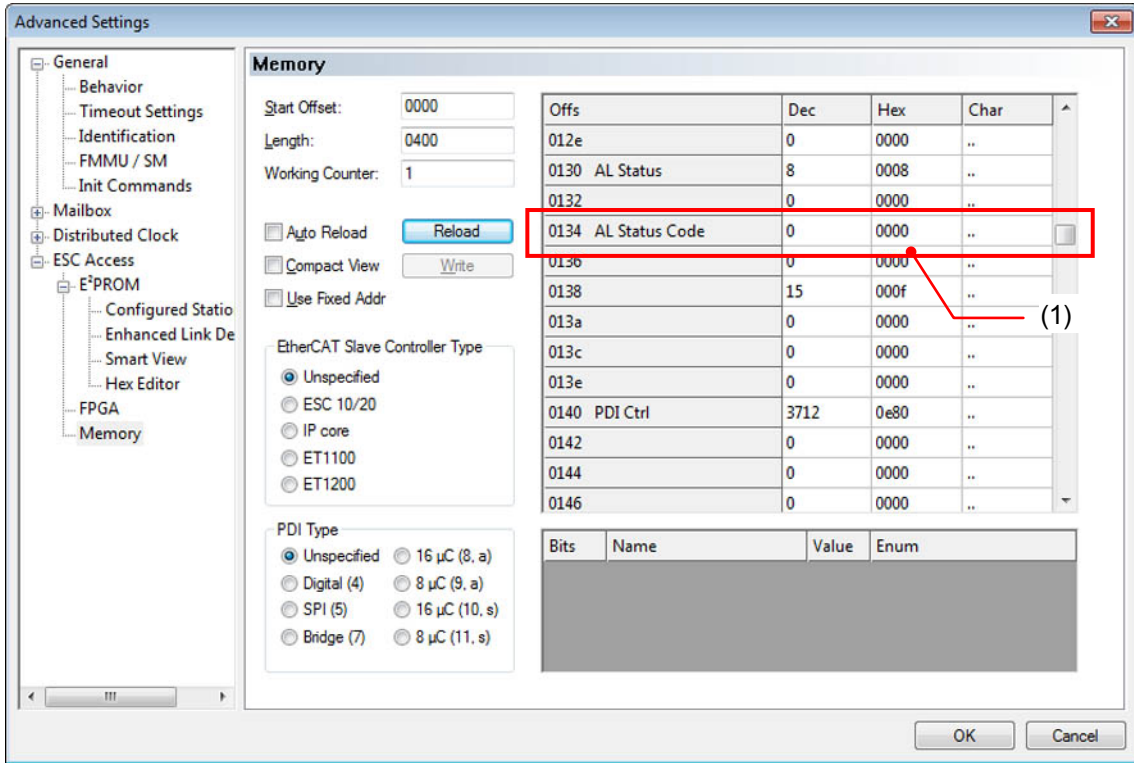 Advanced Settings
General
Behavior
Timeout Settings
Identification
FMMU / SM
Init Commands
Mailbox
Distributed Clock
ESC Access
E²PROM
Configured Statio
Enhanced Link De
Smart View
Hex Editor
FPGA
Memory
Memory
Start Offset: 0000
Length: 0400
Working Counter: 1
Auto Reload Reload
Compact View Write
Use Fixed Addr
EtherCAT Slave Controller Type
Unspecified
ESC 10/20
IP core
ET1100
ET1200
PDI Type
Unspecified 16 µC (8, a)
Digital (4) 8 µC (9, a)
SPI (5) 16 µC (10, s)
Bridge (7) 8 µC (11, s)
Offs Dec Hex Char
012e 0 0000 ..
0130 AL Status 8 0008 ..
0132 0 0000 ..
0134 AL Status Code 0 0000 ..
0136 0 0000 ..
0138 15 000f ..
013a 0 0000
(1)
013c 0 0000 ..
013e 0 0000 ..
0140 PDI Ctrl 3712 0e80 ..
0142 0 0000 ..
0144 0 0000 ..
0146 0 0000 ..
Bits Name Value Enum
OK Cancel